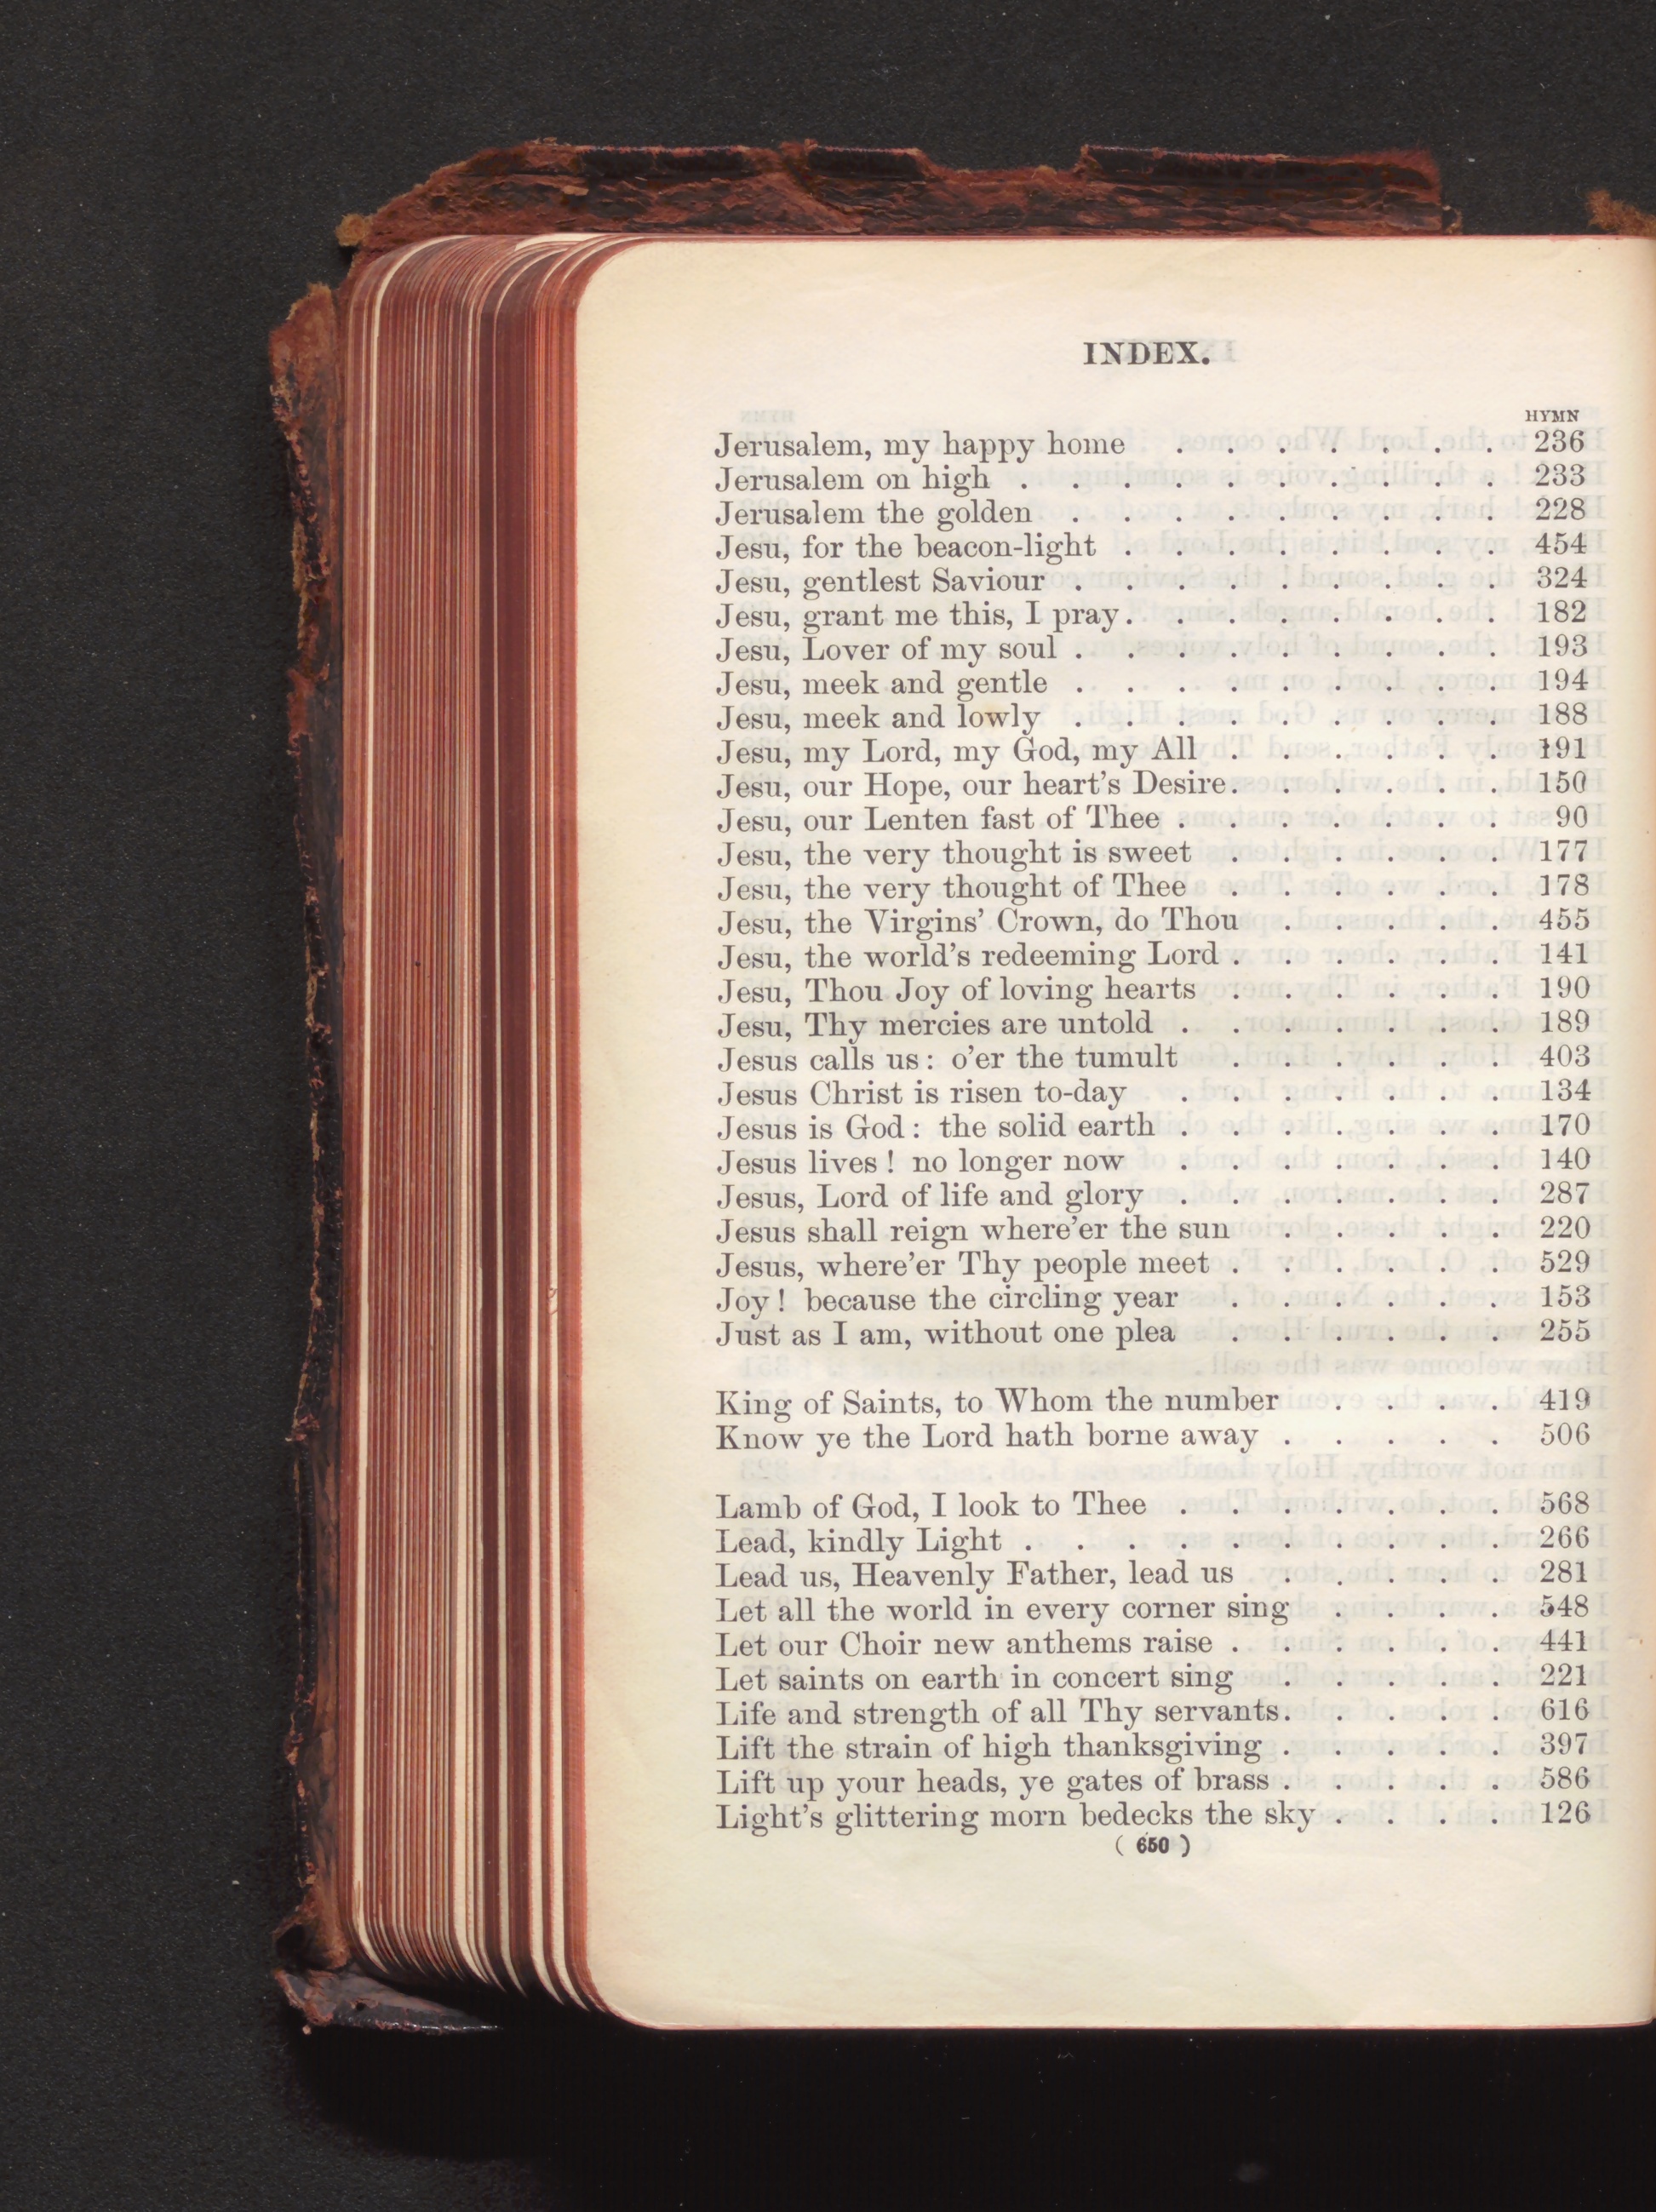 INDEX.
HYMN
Jerusalem, my happy home . . . . . . . 236
Jerusalem on high . . . . . . . . . . 233
Jerusalem the golden . . . . . . . . . 228
Jesu, for the beacon-light . . . . . . . . 454
Jesu, gentlest Saviour . . . . . . . . . 324
Jesu, grant me this, I pray . . . . . . . . 182
Jesu, Lover of my soul . . . . . . . . . 193
Jesu, meek and gentle . . . . . . . . . 194
Jesu, meek and lowly . . . . . . . . . 188
Jesu, my Lord, my God, my All . . . . . . 191
Jesu, our Hope, our heart's Desire . . . . . . 150
Jesu, our Lenten fast of Thee . . . . . . . 90
Jesu, the very thought is sweet . . . . . . 177
Jesu, the very thought of Thee . . . . . . 178
Jesu, the Virgins' Crown, do Thou . . . . . 455
Jesu, the world's redeeming Lord . . . . . . 141
Jesu, Thou Joy of loving hearts . . . . . . 190
Jesu, Thy mercies are untold . . . . . . . 189
Jesus calls us: o'er the tumult . . . . . . 403
Jesus Christ is risen to-day . . . . . . . 134
Jesus is God: the solid earth . . . . . . . 170
Jesus lives! no longer now . . . . . . . 140
Jesus, Lord of life and glory . . . . . . . 287
Jesus shall reign where'er the sun . . . . . 220
Jesus, where'er Thy people meet . . . . . . 529
Joy! because the circling year . . . . . . 153
Just as I am, without one plea . . . . . . 255
King of Saints, to Whom the number . . . . 419
Know ye the Lord hath borne away . . . . . 506
Lamb of God, I look to Thee . . . . . . . 568
Lead, kindly Light . . . . . . . . . . 266
Lead us, Heavenly Father, lead us . . . . . 281
Let all the world in every corner sing . . . . 548
Let our Choir new anthems raise . . . . . . 441
Let saints on earth in concert sing . . . . . 221
Life and strength of all Thy servants . . . . . 616
Lift the strain of high thanksgiving . . . . . 397
Lift up your heads, ye gates of brass . . . . . 586
Light's glittering morn bedecks the sky . . . . 126
( 650 )